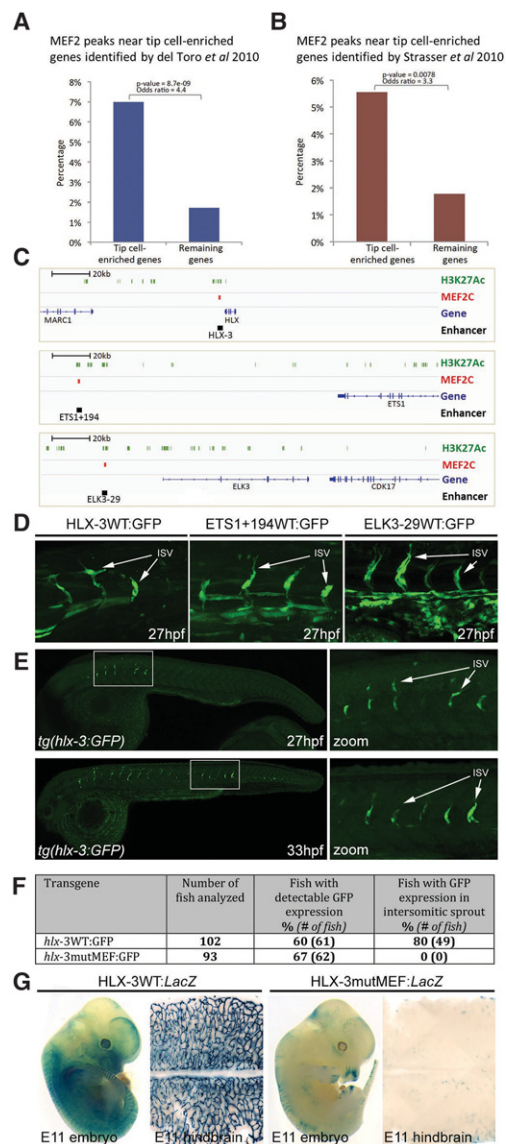 A
MEF2 peaks near tip cell-enriched
genes identified by del Toro et al 2010
p-value = 8.7e-09
Odds ratio = 4.4
8%
7%
6%
5%
4%
3%
2%
1%
0%
Percentage
Tip cell-
enriched genes
Remaining
genes
B
MEF2 peaks near tip cell-enriched
genes identified by Strasser et al 2010
p-value = 0.0078
Odds ratio = 3.3
6%
5%
4%
3%
2%
1%
0%
Percentage
Tip cell-
enriched genes
Remaining
genes
C
20kb
H3K27Ac
MEF2C
Gene
Enhancer
MARC1
HLX
HLX-3
20kb
H3K27Ac
MEF2C
Gene
Enhancer
ETS1
ETS1+194
20kb
H3K27Ac
MEF2C
Gene
Enhancer
ELK3
CDK17
ELK3-29
D
HLX-3WT:GFP
ETS1+194WT:GFP
ELK3-29WT:GFP
ISV
ISV
ISV
27hpf
27hpf
27hpf
E
ISV
tg(hlx-3:GFP)
27hpf
zoom
ISV
tg(hlx-3:GFP)
33hpf
zoom
F
Transgene
Number of
fish analyzed
Fish with
detectable GFP
expression
% (# of fish)
Fish with GFP
expression in
intersomitic sprout
% (# of fish)
hlx-3WT:GFP 102 60 (61) 80 (49)
hlx-3mutMEF:GFP 93 67 (62) 0 (0)
G
HLX-3WT:LacZ
HLX-3mutMEF:LacZ
E11 embryo
E11 hindbrain
E11 embryo
E11 hindbrain